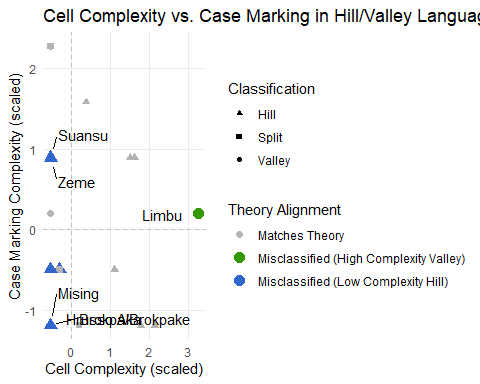 Cell Complexity vs. Case Marking in Hill/Valley Langua
Case Marking Complexity (scaled)
2
1
0
-1
Suansu
Zeme
Limbu
Mising
Brokpake
0 1 2 3
Cell Complexity (scaled)
Classification
Hill
Split
Valley
Theory Alignment
Matches Theory
Misclassified (High Complexity Valley)
Misclassified (Low Complexity Hill)